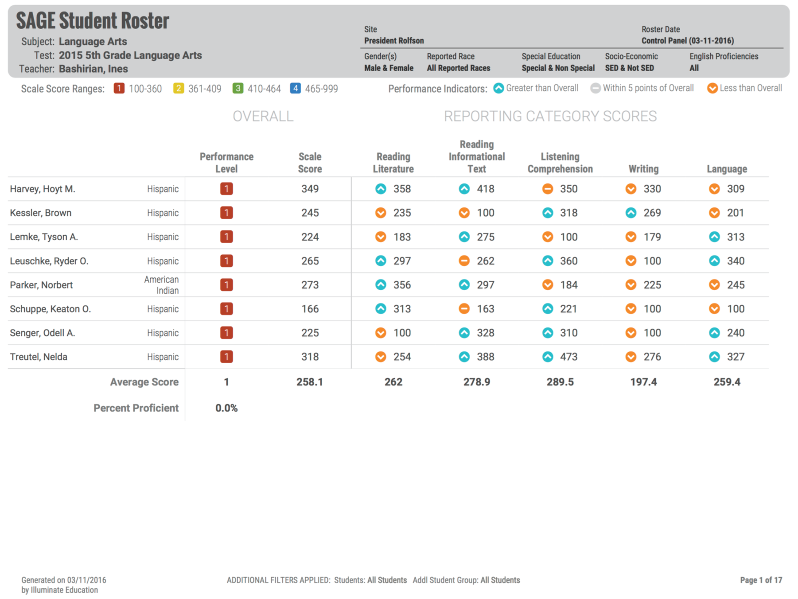 SAGE Student Roster
Subject: Language Arts
Test: 2015 5th Grade Language Arts
Teacher: Bashirian, Ines
Site
President Rolfson
Roster Date
Control Panel (03-11-2016)
Gender(s) Reported Race Special Education Socio-Economic English Proficiencies
Male & Female All Reported Races Special & Non Special SED & Not SED All
Scale Score Ranges: 1 100-360 2 361-409 3 410-464 4 465-999 Performance Indicators: Greater than Overall Within 5 points of Overall Less than Overall
OVERALL REPORTING CATEGORY SCORES
Performance Level Scale Score Reading Literature Reading Informational Text Listening Comprehension Writing Language
Harvey, Hoyt M. Hispanic 1 349 358 418 350 330 309
Kessler, Brown Hispanic 1 245 235 100 318 269 201
Lemke, Tyson A. Hispanic 1 224 183 275 100 179 313
Leuschke, Ryder O. Hispanic 1 265 297 262 360 100 340
Parker, Norbert American Indian 1 273 356 297 184 225 245
Schuppe, Keaton O. Hispanic 1 166 313 163 221 100 100
Senger, Odell A. Hispanic 1 225 100 328 310 100 240
Treutel, Nelda Hispanic 1 318 254 388 473 276 327
Average Score 1 258.1 262 278.9 289.5 197.4 259.4
Percent Proficient 0.0%
Generated on 03/11/2016
by Illuminate Education
ADDITIONAL FILTERS APPLIED: Students: All Students Addl Student Group: All Students
Page 1 of 17